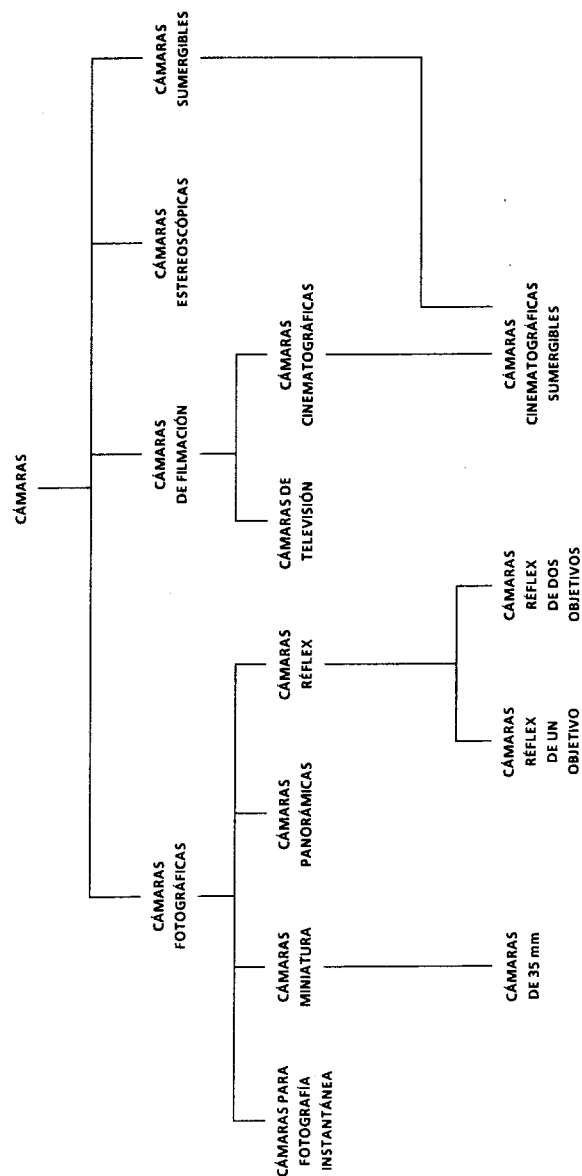 CÁMARAS
CÁMARAS
FOTOGRÁFICAS
CÁMARAS
DE FILMACIÓN
CÁMARAS
ESTEREOSCÓPICAS
CÁMARAS
SUMERGIBLES
CÁMARAS PARA
FOTOGRAFÍA
INSTANTÁNEA
CÁMARAS
MINIATURA
CÁMARAS
PANORÁMICAS
CÁMARAS
RÉFLEX
CÁMARAS DE
TELEVISIÓN
CÁMARAS
CINEMATOGRÁFICAS
CÁMARAS
DE 35 mm
CÁMARAS
RÉFLEX
DE UN
OBJETIVO
CÁMARAS
RÉFLEX
DE DOS
OBJETIVOS
CÁMARAS
CINEMATOGRÁFICAS
SUMERGIBLES